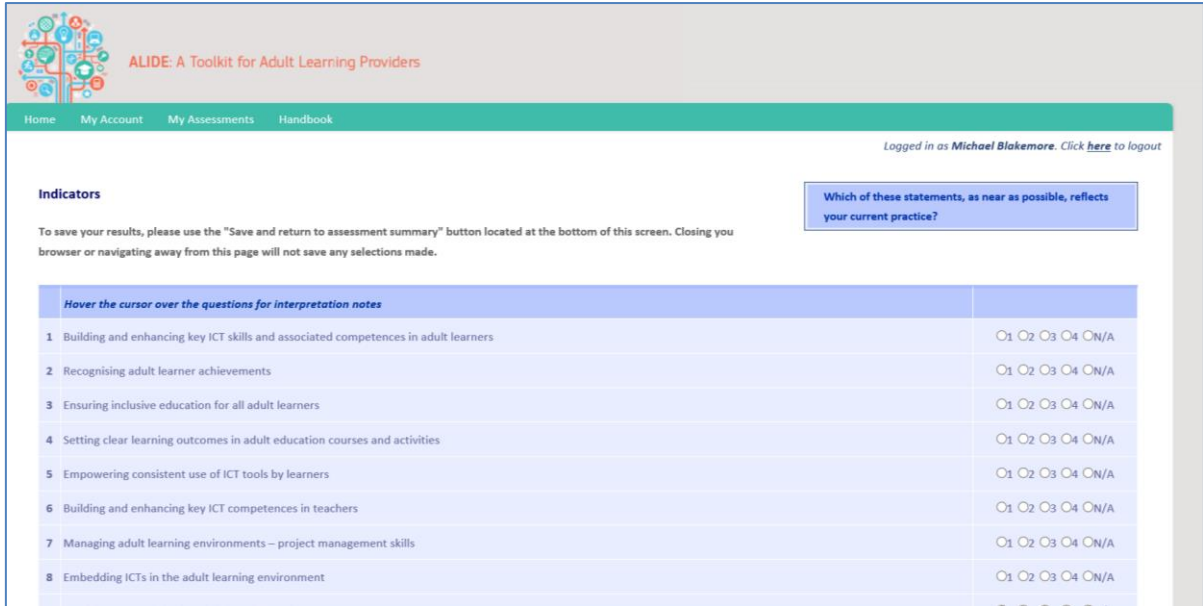 ALIDE: A Toolkit for Adult Learning Providers
Home My Account My Assessments Handbook
Logged in as Michael Blakemore. Click here to logout
Indicators
Which of these statements, as near as possible, reflects
your current practice?
To save your results, please use the "Save and return to assessment summary" button located at the bottom of this screen. Closing you
browser or navigating away from this page will not save any selections made.
Hover the cursor over the questions for interpretation notes
1 Building and enhancing key ICT skills and associated competences in adult learners 1 2 3 4 N/A
2 Recognising adult learner achievements 1 2 3 4 N/A
3 Ensuring inclusive education for all adult learners 1 2 3 4 N/A
4 Setting clear learning outcomes in adult education courses and activities 1 2 3 4 N/A
5 Empowering consistent use of ICT tools by learners 1 2 3 4 N/A
6 Building and enhancing key ICT competences in teachers 1 2 3 4 N/A
7 Managing adult learning environments – project management skills 1 2 3 4 N/A
8 Embedding ICTs in the adult learning environment 1 2 3 4 N/A